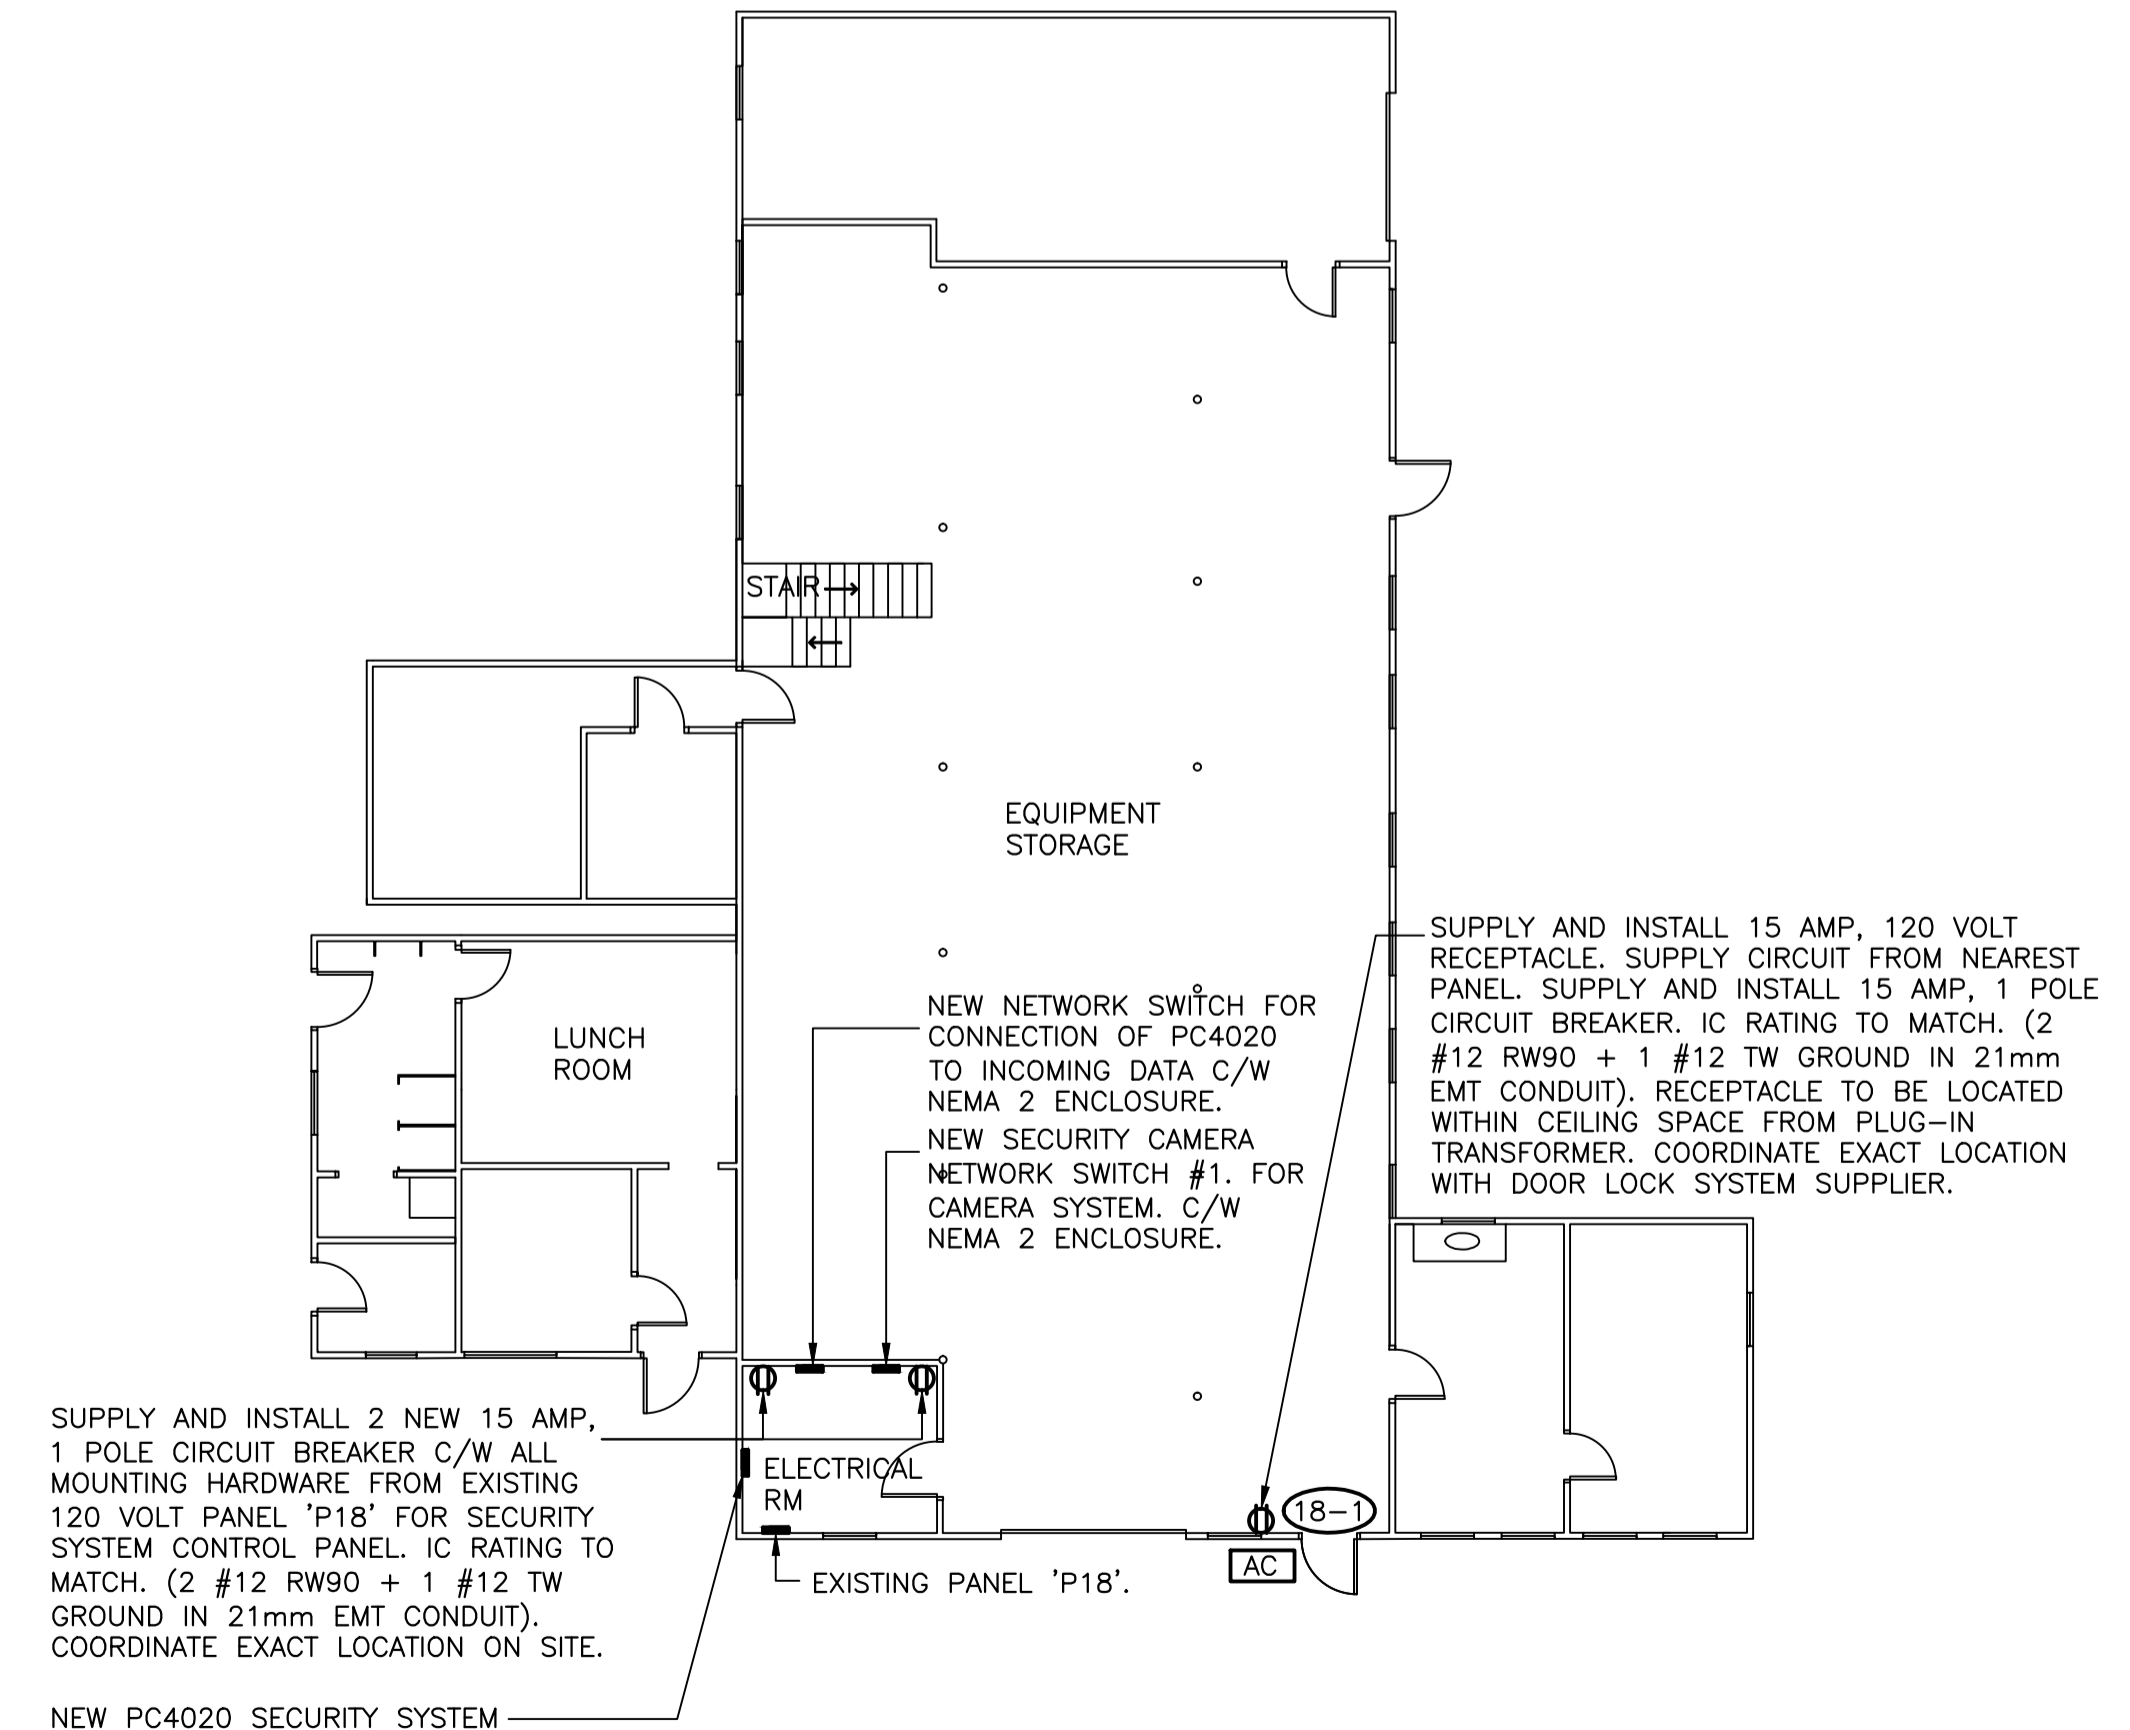 STAIR
EQUIPMENT
STORAGE
SUPPLY AND INSTALL 15 AMP, 120 VOLT
RECEPTACLE. SUPPLY CIRCUIT FROM NEAREST
PANEL. SUPPLY AND INSTALL 15 AMP, 1 POLE
CIRCUIT BREAKER. IC RATING TO MATCH. (2
#12 RW90 + 1 #12 TW GROUND IN 21mm
EMT CONDUIT). RECEPTACLE TO BE LOCATED
WITHIN CEILING SPACE FROM PLUG-IN
TRANSFORMER. COORDINATE EXACT LOCATION
WITH DOOR LOCK SYSTEM SUPPLIER.
NEW NETWORK SWITCH FOR
CONNECTION OF PC4020
TO INCOMING DATA C/W
NEMA 2 ENCLOSURE.
NEW SECURITY CAMERA
NETWORK SWITCH #1. FOR
CAMERA SYSTEM. C/W
NEMA 2 ENCLOSURE.
LUNCH
ROOM
SUPPLY AND INSTALL 2 NEW 15 AMP,
1 POLE CIRCUIT BREAKER C/W ALL
MOUNTING HARDWARE FROM EXISTING
120 VOLT PANEL 'P18' FOR SECURITY
SYSTEM CONTROL PANEL. IC RATING TO
MATCH. (2 #12 RW90 + 1 #12 TW
GROUND IN 21mm EMT CONDUIT).
COORDINATE EXACT LOCATION ON SITE.
ELECTRICAL
RM
18-1
AC
EXISTING PANEL 'P18'.
NEW PC4020 SECURITY SYSTEM